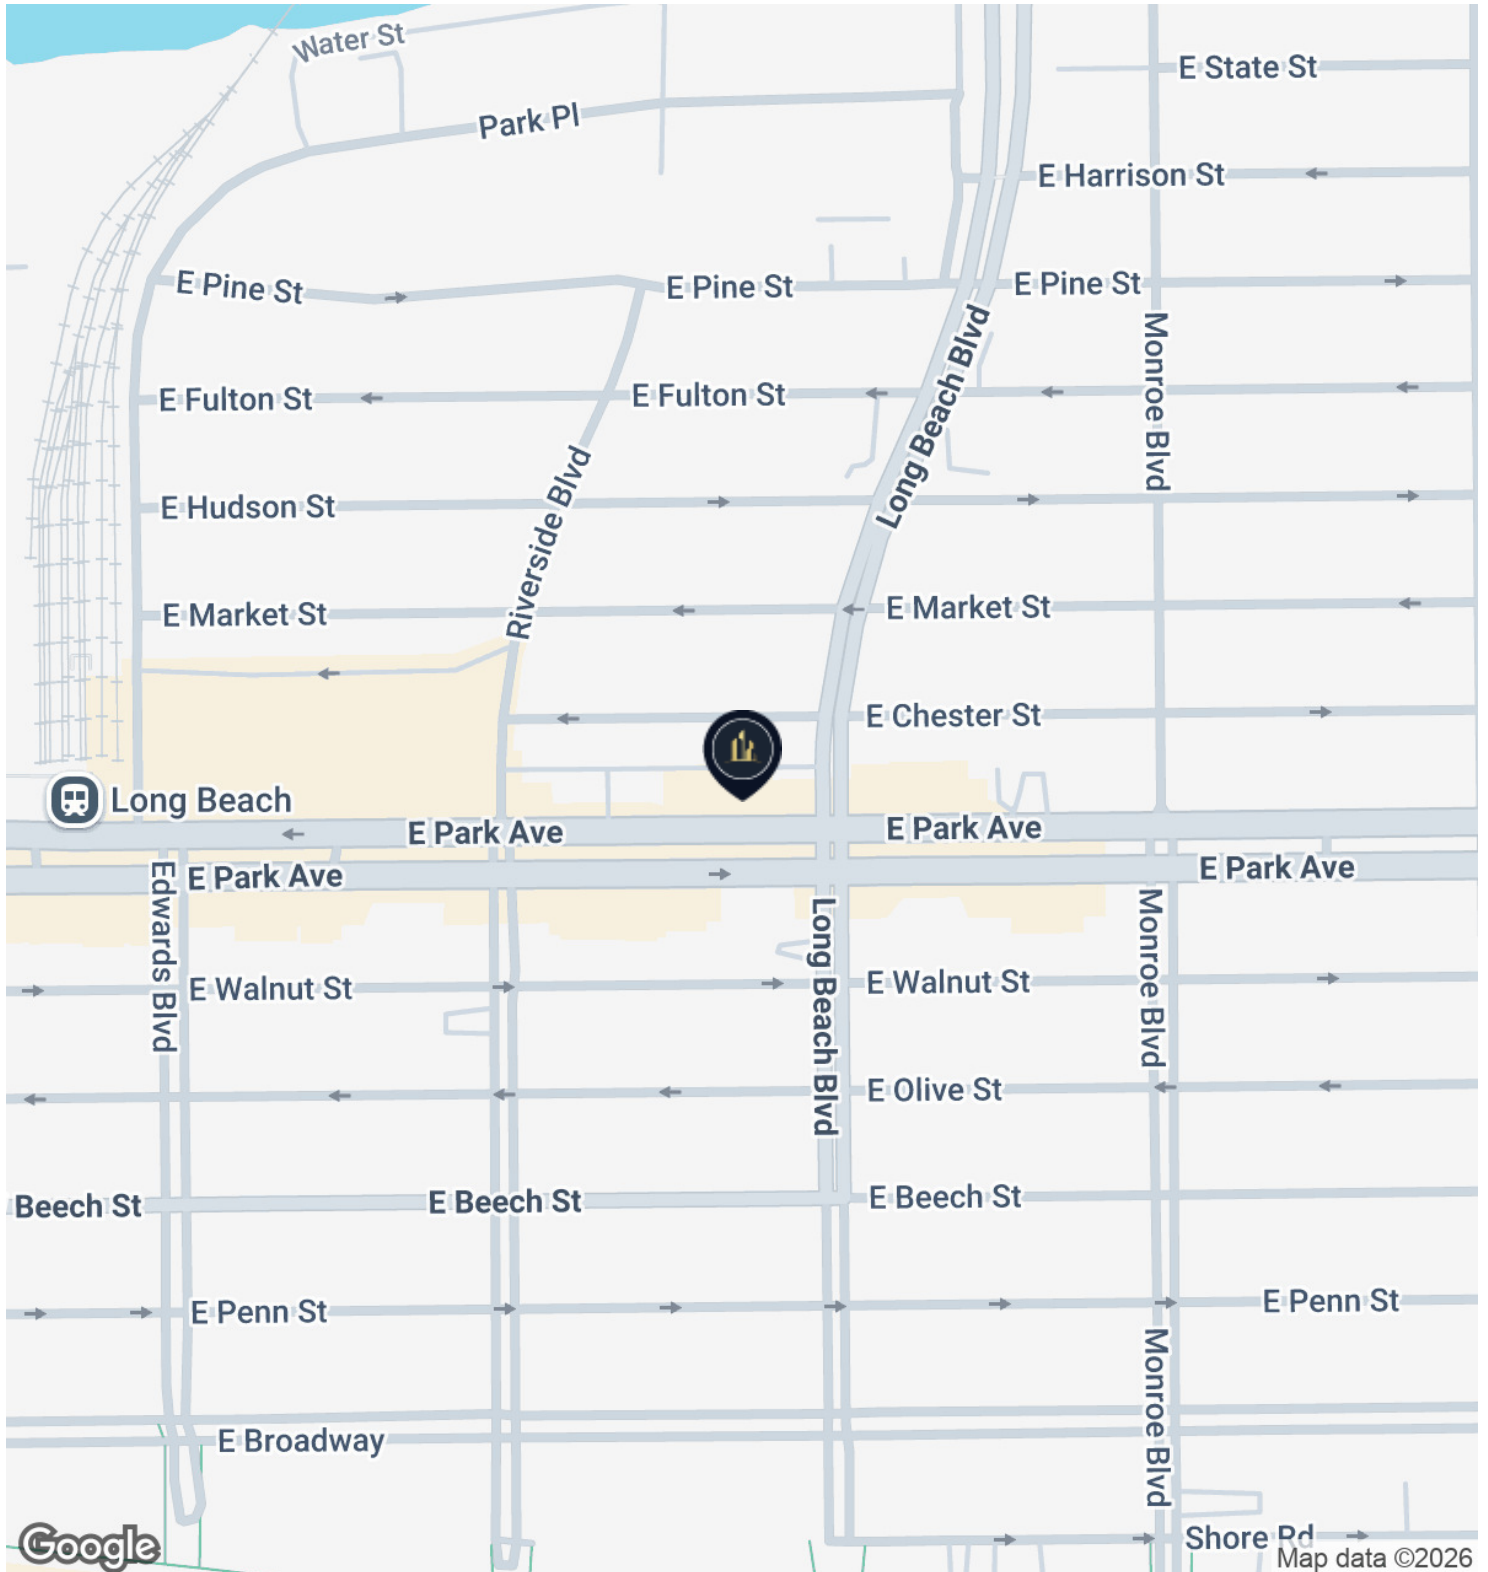 Water St
E State St
Park Pl
E Harrison St
E Pine St
E Pine St
E Pine St
Long Beach Blvd
Monroe Blvd
E Fulton St
E Fulton St
Riverside Blvd
E Hudson St
E Market St
E Market St
E Chester St
Long Beach
E Park Ave
E Park Ave
E Park Ave
E Park Ave
Edwards Blvd
Long Beach Blvd
Monroe Blvd
E Walnut St
E Walnut St
E Olive St
Beech St
E Beech St
E Beech St
E Penn St
E Penn St
Monroe Blvd
E Broadway
Shore Rd
Google
Map data ©2026